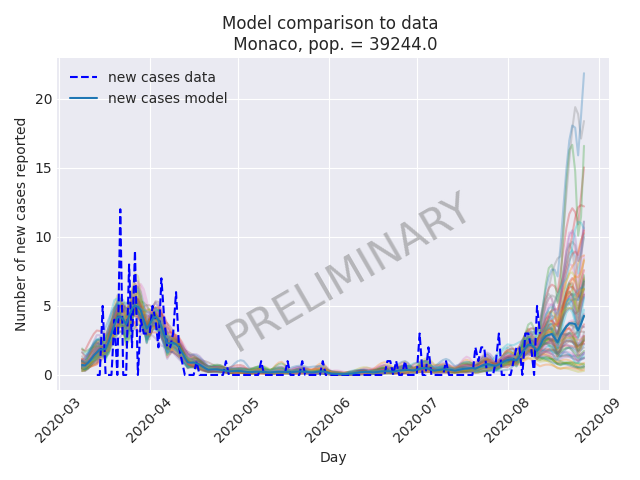 Model comparison to data
Monaco, pop. = 39244.0
new cases data
new cases model
Number of new cases reported
20
15
10
5
0
PRELIMINARY
2020-03
2020-04
2020-05
2020-06
2020-07
2020-08
2020-09
Day